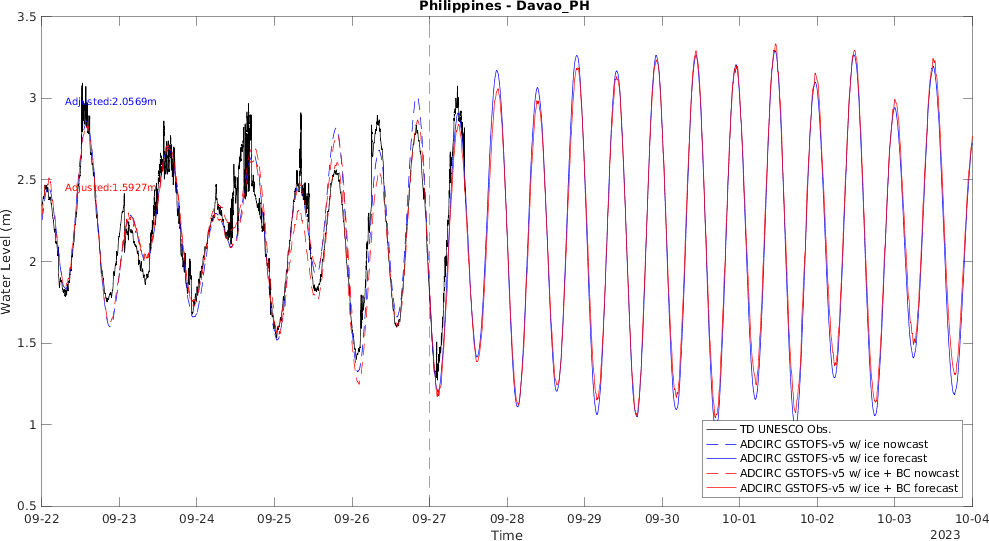 Philippines - Davao_PH
3.5
3
2.5
2
1.5
1
0.5
Water Level (m)
Adjusted:2.0569m
Adjusted:1.5927m
TD UNESCO Obs.
ADCIRC GSTOFS-v5 w/ ice nowcast
ADCIRC GSTOFS-v5 w/ ice forecast
ADCIRC GSTOFS-v5 w/ ice + BC nowcast
ADCIRC GSTOFS-v5 w/ ice + BC forecast
09-22 09-23 09-24 09-25 09-26 09-27 09-28 09-29 09-30 10-01 10-02 10-03 10-04
Time
2023